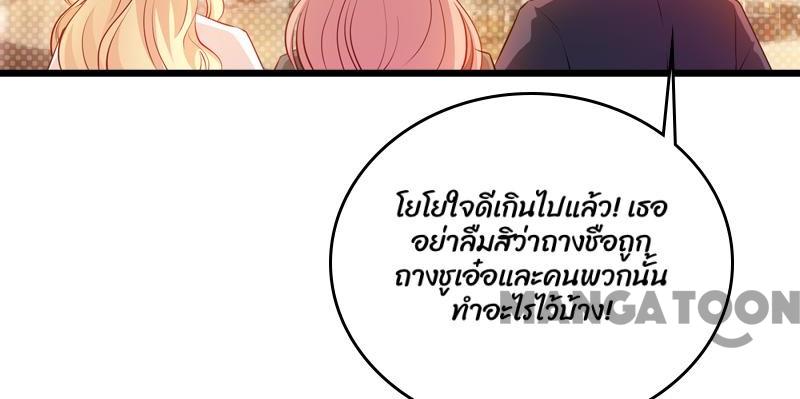 โยโยใจดีเกินไปแล้ว! เธอ
อย่าลืมสิว่าถางซือถูก
ถางชูเอ๋อและคนพวกนั้น
ทำอะไรไว้บ้าง!
MANGATOON